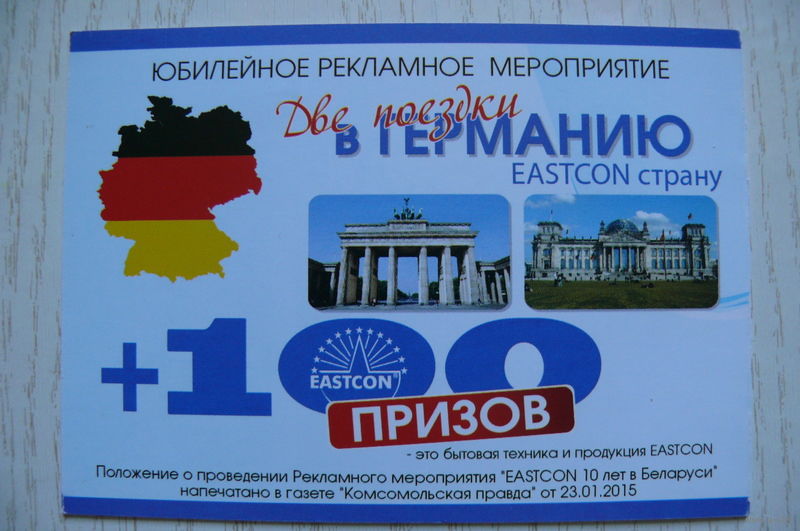 ЮБИЛЕЙНОЕ РЕКЛАМНОЕ МЕРОПРИЯТИЕ
Две поездки
в ГЕРМАНИЮ
EASTCON страну
+100
EASTCON®
ПРИЗОВ
- это бытовая техника и продукция EASTCON
Положение о проведении Рекламного мероприятия "EASTCON 10 лет в Беларуси"
напечатано в газете "Комсомольская правда" от 23.01.2015